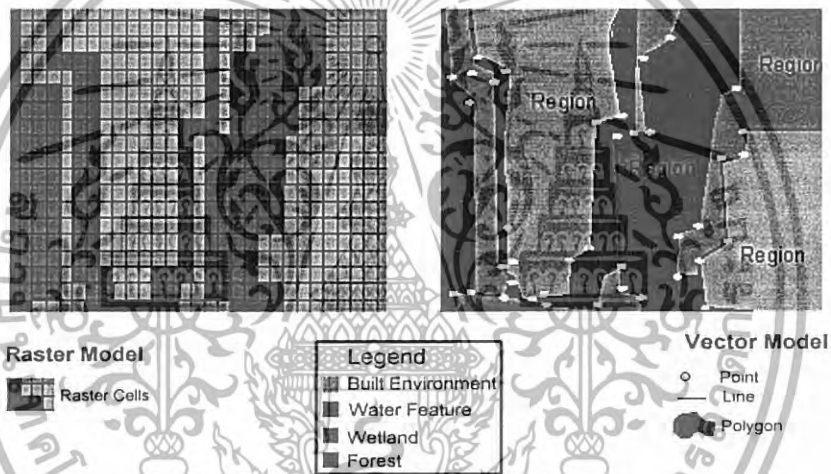 Region
Region
Region
Region
Raster Model
Raster Cells
Legend
Built Environment
Water Feature
Wetland
Forest
Vector Model
Point
Line
Polygon